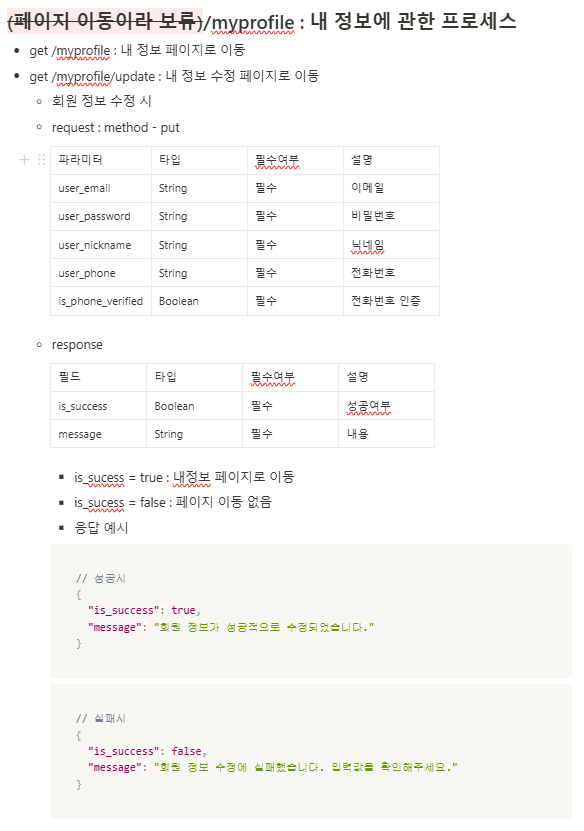 (페이지 이동이라 보류)/myprofile : 내 정보에 관한 프로세스
get /myprofile : 내 정보 페이지로 이동
get /myprofile/update : 내 정보 수정 페이지로 이동
회원 정보 수정 시
request : method - put
파라미터 타입 필수여부 설명
user_email String 필수 이메일
user_password String 필수 비밀번호
user_nickname String 필수 닉네임
user_phone String 필수 전화번호
is_phone_verified Boolean 필수 전화번호 인증
response
필드 타입 필수여부 설명
is_success Boolean 필수 성공여부
message String 필수 내용
is_sucess = true : 내정보 페이지로 이동
is_sucess = false : 페이지 이동 없음
응답 예시
// 성공시
{
"is_success": true,
"message": "회원 정보가 성공적으로 수정되었습니다."
}
// 실패시
{
"is_success": false,
"message": "회원 정보 수정에 실패했습니다. 입력값를 확인해주세요."
}